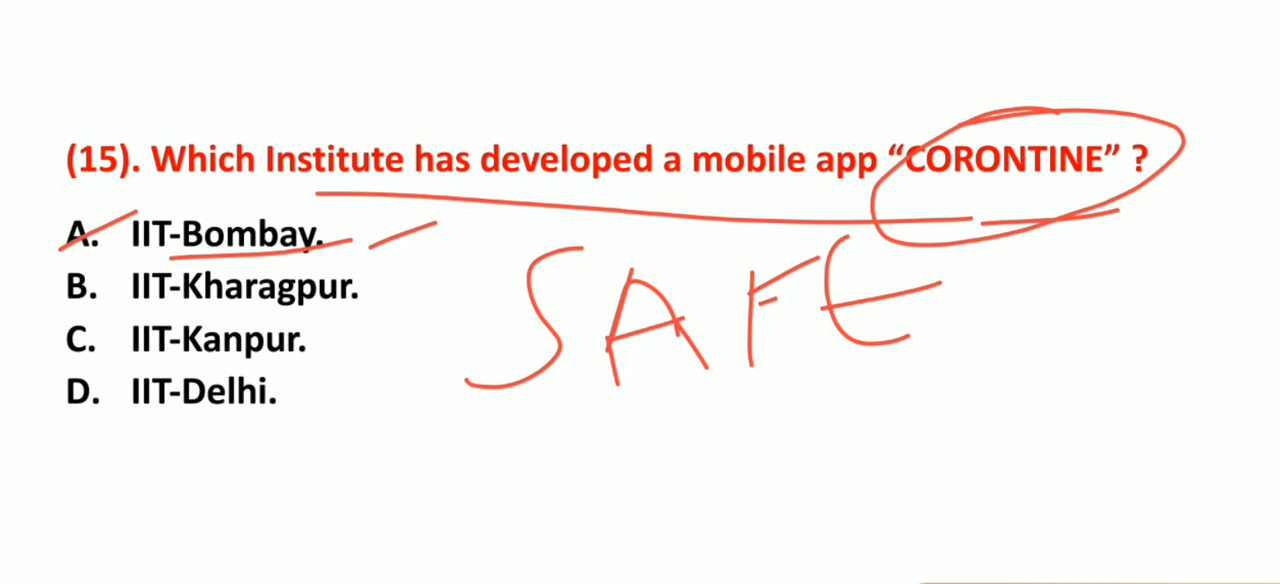 (15). Which Institute has developed a mobile app “CORONTINE” ?
A. IIT-Bombay.
SAFE
B. IIT-Kharagpur.
C. IIT-Kanpur.
D. IIT-Delhi.